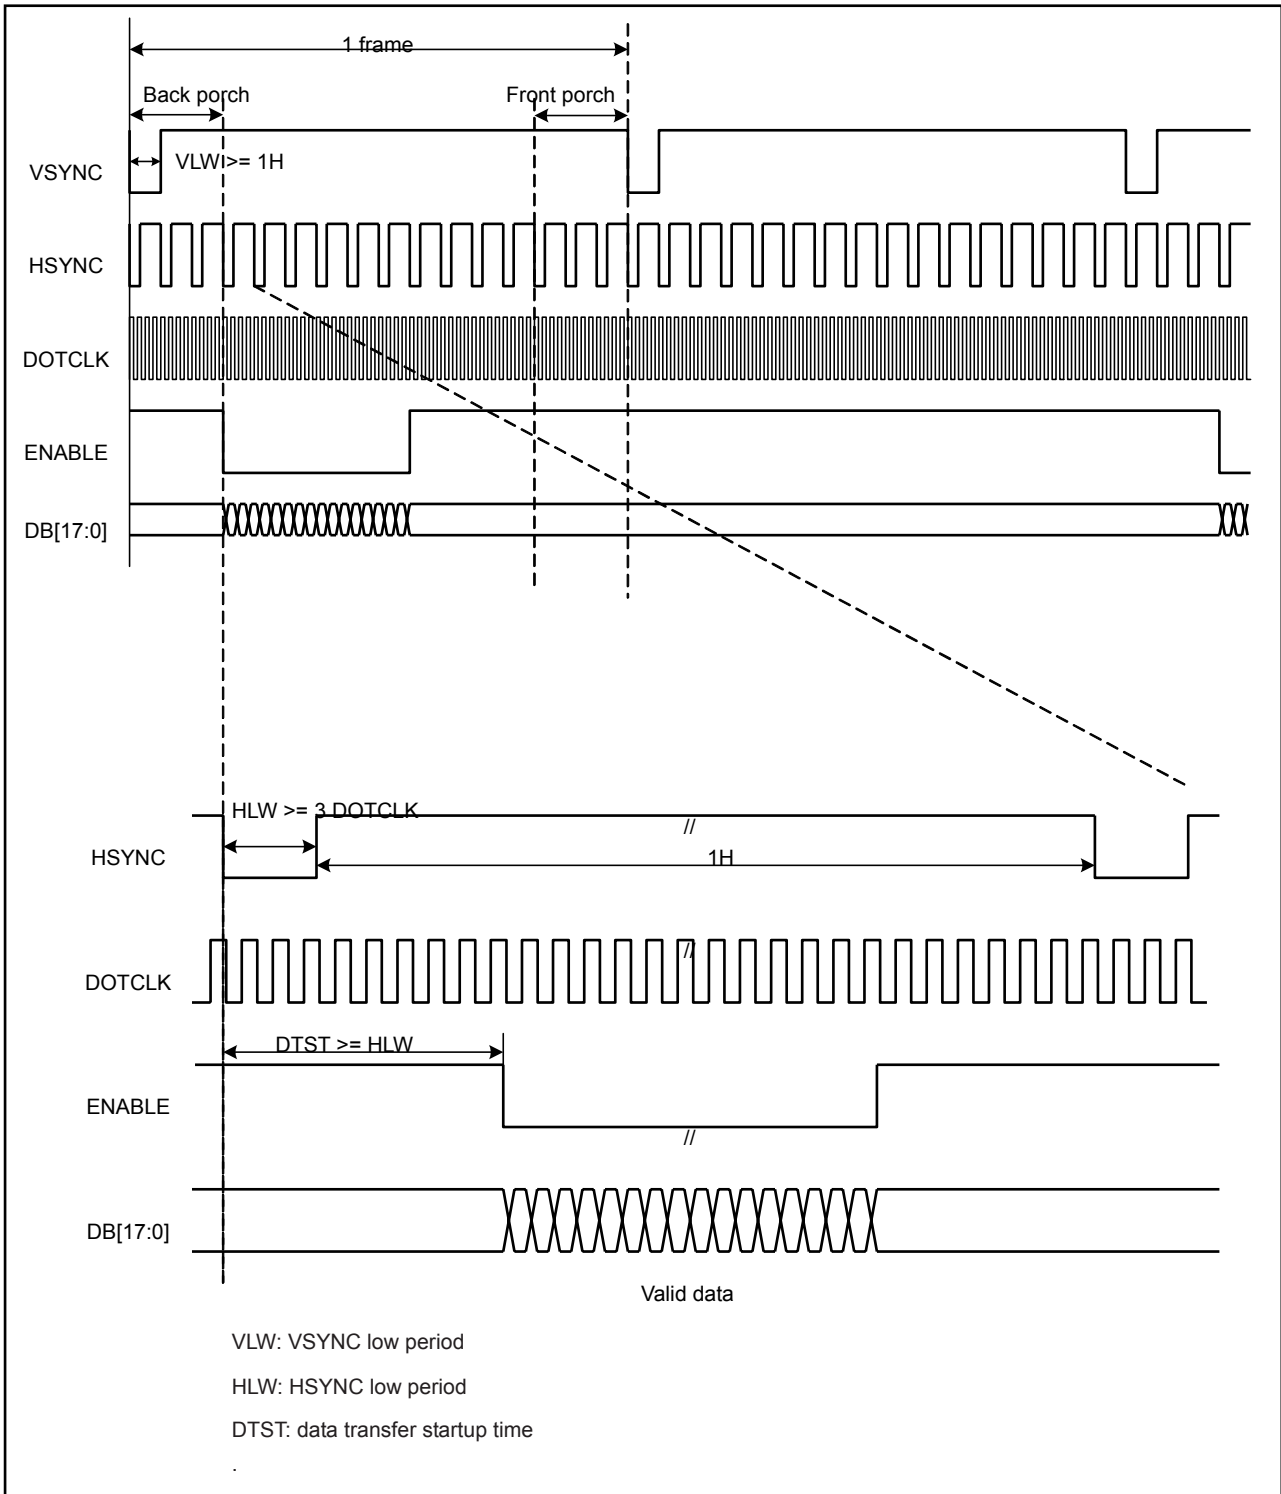 1 frame
Back porch
Front porch
VLW >= 1H
VSYNC
HSYNC
DOTCLK
ENABLE
DB[17:0]
HLW >= 3 DOTCLK
//
HSYNC
1H
//
DOTCLK
DTST >= HLW
ENABLE
//
DB[17:0]
Valid data
VLW: VSYNC low period
HLW: HSYNC low period
DTST: data transfer startup time
.